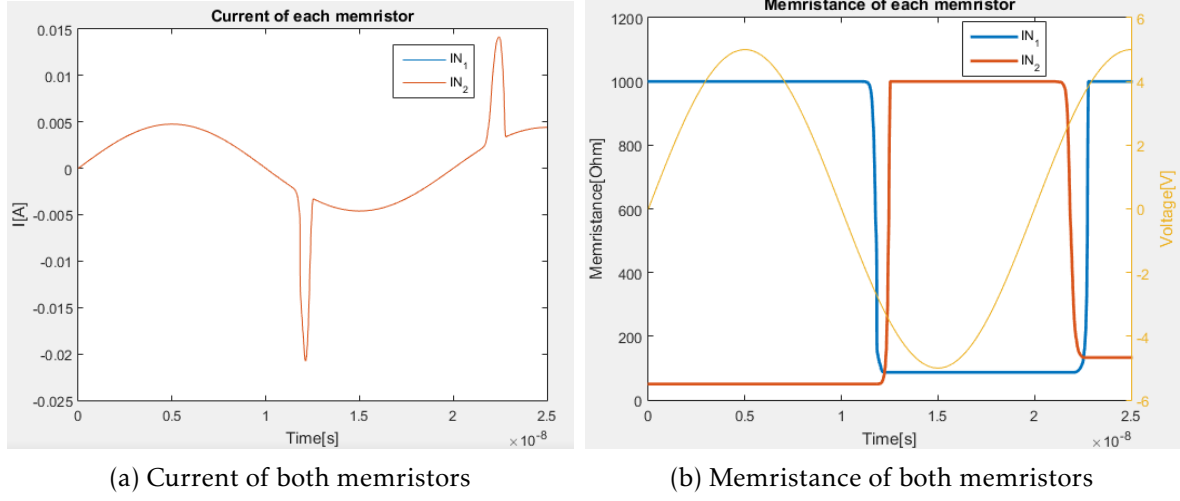 Current of each memristor
0.015
0.01
0.005
0
-0.005
-0.01
-0.015
-0.02
-0.025
I[A]
IN1
IN2
0
0.5
1
1.5
2
2.5
Time[s]
×10-8
(a) Current of both memristors
Memristance of each memristor
1200
1000
800
600
400
200
0
Memristance[Ohm]
IN1
IN2
6
4
2
0
-2
-4
-6
Voltage[V]
0
0.5
1
1.5
2
2.5
Time[s]
×10-8
(b) Memristance of both memristors